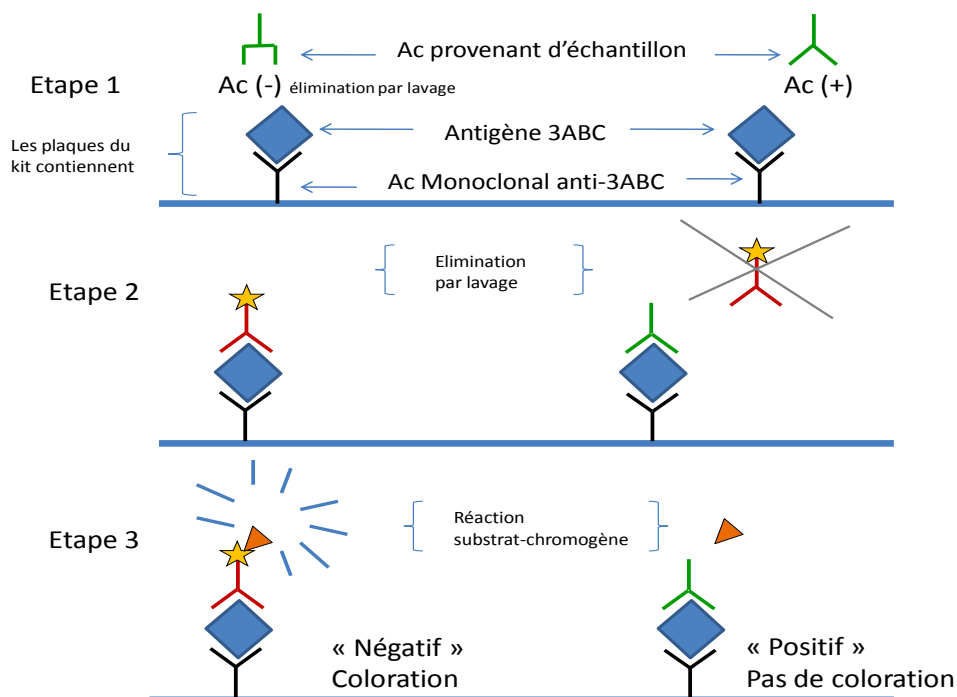 Ac provenant d'échantillon
Etape 1
Ac (-) élimination par lavage
Ac (+)
Les plaques du
kit contiennent
Antigène 3ABC
Ac Monoclonal anti-3ABC
Etape 2
Elimination
par lavage
Etape 3
Réaction
substrat-chromogène
« Négatif »
Coloration
« Positif »
Pas de coloration